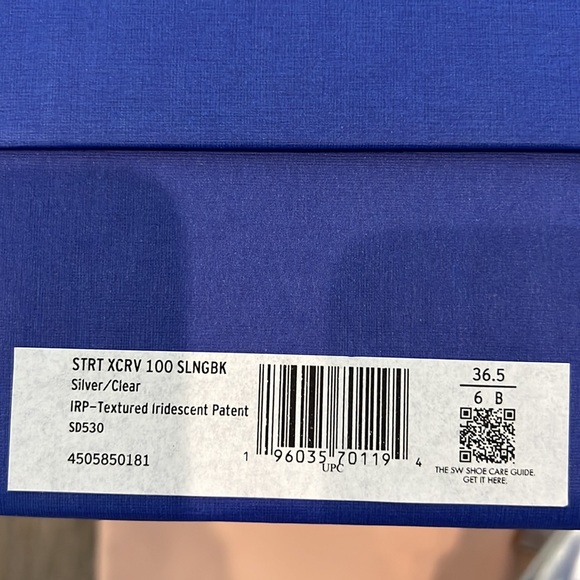 STRT XCRV 100 SLNGBK
Silver/Clear
IRP-Textured Iridescent Patent
SD530
4505850181
1 96035 70119 4
UPC
36.5
6 B
THE SW SHOE CARE GUIDE.
GET IT HERE.